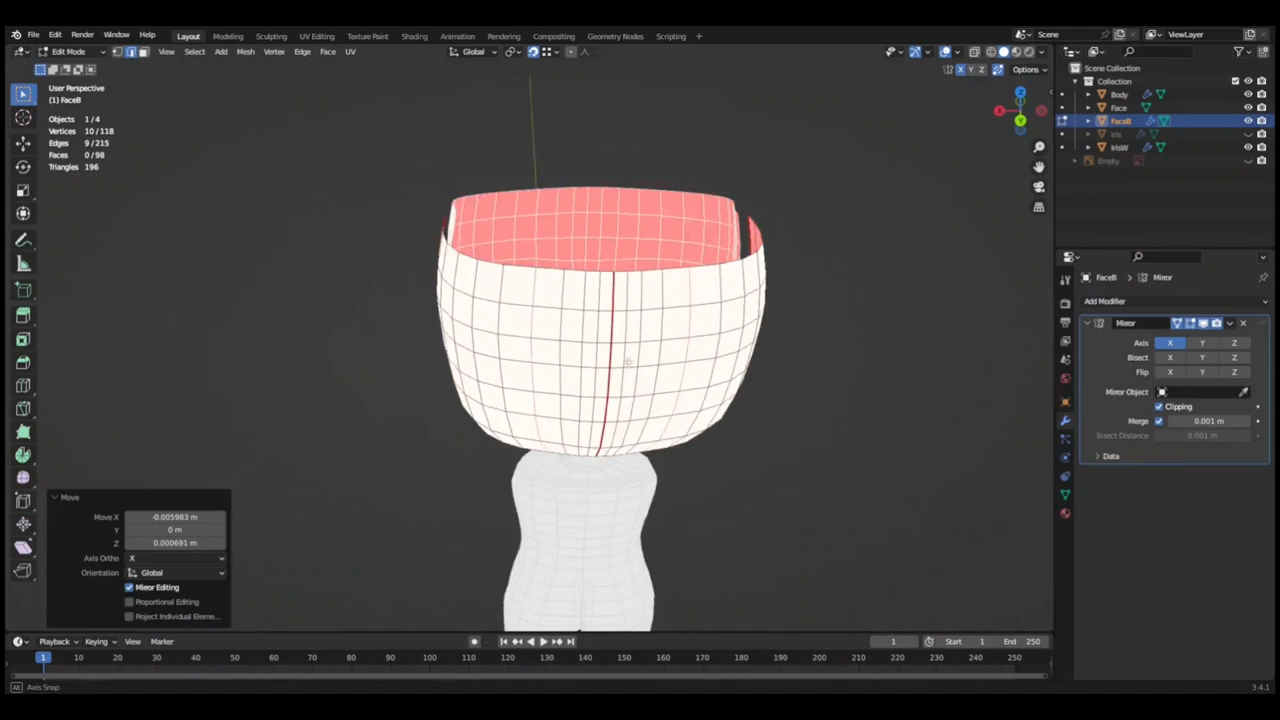 File Edit Render Window Help Layout Modeling Sculpting UV Editing Texture Paint Shading Animation Rendering Compositing Geometry Nodes Scripting + Scene ViewLayer
Edit Mode View Select Add Mesh Vertex Edge Face UV Global
X Y Z Options
Scene Collection
Collection
Body
Face
FaceB
Iris
IrisW
Empty
User Perspective
(1) FaceB
Objects 1/4
Vertices 10/118
Edges 9/215
Faces 0/98
Triangles 196
X
Z
Y
FaceB > Mirror
Add Modifier
Mirror
Axis X Y Z
Bisect X Y Z
Flip X Y Z
Mirror Object
Clipping
Merge 0.001 m
Bisect Distance 0.001 m
Data
Move
Move X -0.005983 m
Y 0 m
Z 0.000691 m
Axis Ortho X
Orientation Global
Mirror Editing
Proportional Editing
Project Individual Eleme...
Playback Keying View Marker 1 Start 1 End 250
1 10 20 30 40 50 60 70 80 90 100 110 120 130 140 150 160 170 180 190 200 210 220 230 240 250
Alt Axis Snap 3.4.1